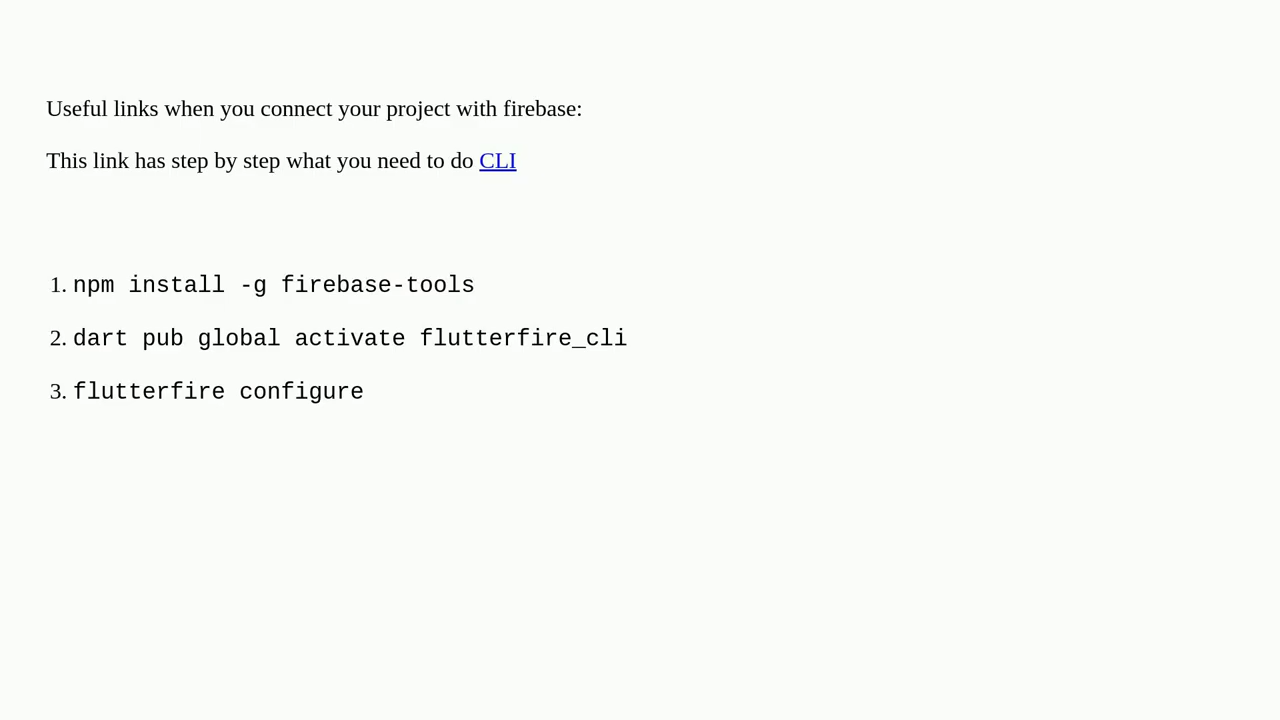 Useful links when you connect your project with firebase:
This link has step by step what you need to do CLI
1. npm install -g firebase-tools
2. dart pub global activate flutterfire_cli
3. flutterfire configure